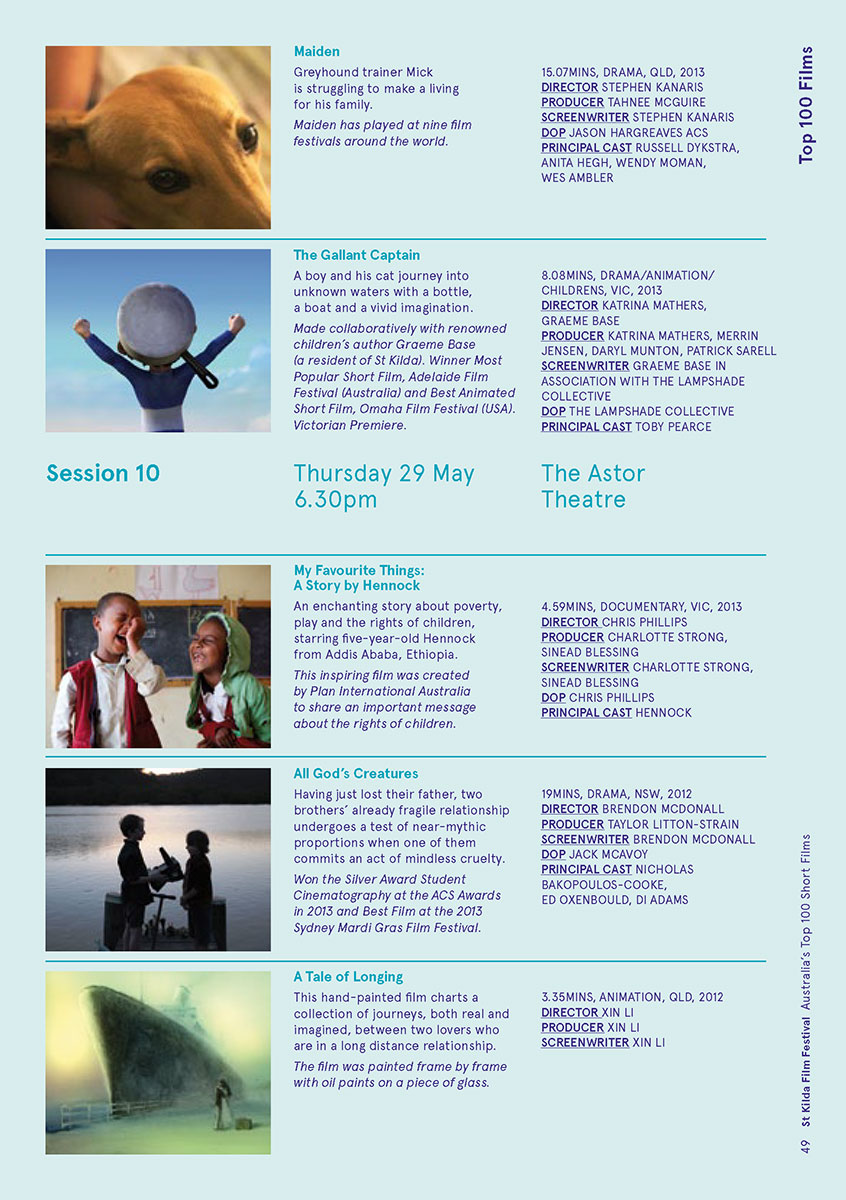 Top 100 Films
Maiden
Greyhound trainer Mick
is struggling to make a living
for his family.
Maiden has played at nine film
festivals around the world.
15.07MINS, DRAMA, QLD, 2013
DIRECTOR STEPHEN KANARIS
PRODUCER TAHNEE MCGUIRE
SCREENWRITER STEPHEN KANARIS
DOP JASON HARGREAVES ACS
PRINCIPAL CAST RUSSELL DYKSTRA,
ANITA HEGH, WENDY MOMAN,
WES AMBLER
The Gallant Captain
A boy and his cat journey into
unknown waters with a bottle,
a boat and a vivid imagination.
Made collaboratively with renowned
children's author Graeme Base
(a resident of St Kilda). Winner Most
Popular Short Film, Adelaide Film
Festival (Australia) and Best Animated
Short Film, Omaha Film Festival (USA).
Victorian Premiere.
8.08MINS, DRAMA/ANIMATION/
CHILDRENS, VIC, 2013
DIRECTOR KATRINA MATHERS,
GRAEME BASE
PRODUCER KATRINA MATHERS, MERRIN
JENSEN, DARYL MUNTON, PATRICK SARELL
SCREENWRITER GRAEME BASE IN
ASSOCIATION WITH THE LAMPSHADE
COLLECTIVE
DOP THE LAMPSHADE COLLECTIVE
PRINCIPAL CAST TOBY PEARCE
Session 10
Thursday 29 May
6.30pm
The Astor
Theatre
My Favourite Things:
A Story by Hennock
An enchanting story about poverty,
play and the rights of children,
starring five-year-old Hennock
from Addis Ababa, Ethiopia.
This inspiring film was created
by Plan International Australia
to share an important message
about the rights of children.
4.59MINS, DOCUMENTARY, VIC, 2013
DIRECTOR CHRIS PHILLIPS
PRODUCER CHARLOTTE STRONG,
SINEAD BLESSING
SCREENWRITER CHARLOTTE STRONG,
SINEAD BLESSING
DOP CHRIS PHILLIPS
PRINCIPAL CAST HENNOCK
All God's Creatures
Having just lost their father, two
brothers' already fragile relationship
undergoes a test of near-mythic
proportions when one of them
commits an act of mindless cruelty.
Won the Silver Award Student
Cinematography at the ACS Awards
in 2013 and Best Film at the 2013
Sydney Mardi Gras Film Festival.
19MINS, DRAMA, NSW, 2012
DIRECTOR BRENDON MCDONALL
PRODUCER TAYLOR LITTON-STRAIN
SCREENWRITER BRENDON MCDONALL
DOP JACK MCAVOY
PRINCIPAL CAST NICHOLAS
BAKOPOULOS-COOKE,
ED OXENBOULD, DI ADAMS
A Tale of Longing
This hand-painted film charts a
collection of journeys, both real and
imagined, between two lovers who
are in a long distance relationship.
The film was painted frame by frame
with oil paints on a piece of glass.
3.35MINS, ANIMATION, QLD, 2012
DIRECTOR XIN LI
PRODUCER XIN LI
SCREENWRITER XIN LI
49 St Kilda Film Festival Australia's Top 100 Short Films